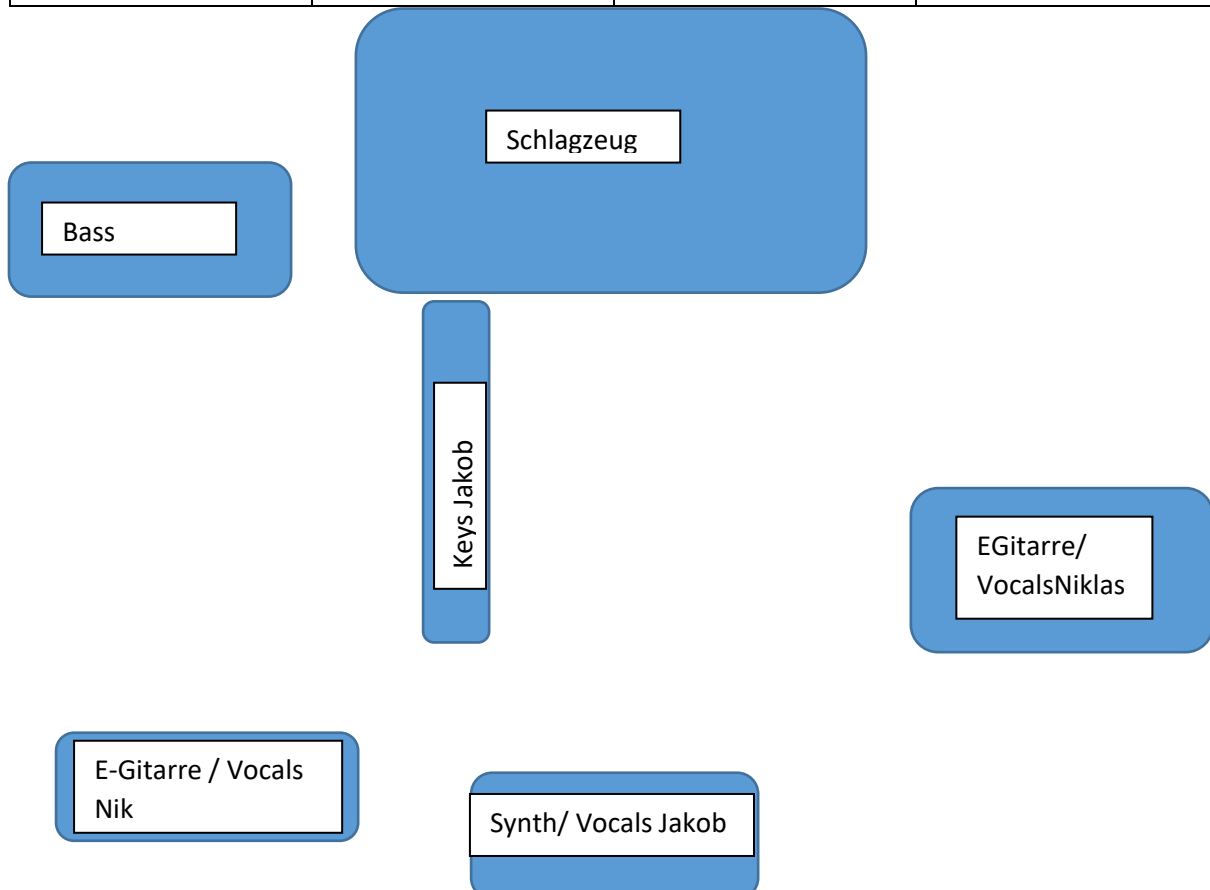 Schlagzeug
Bass
Keys Jakob
EGitarre/
VocalsNiklas
E-Gitarre / Vocals
Nik
Synth/ Vocals Jakob